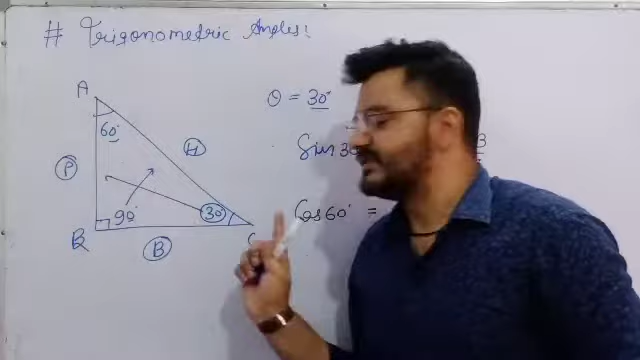 # Trigonometric Angles:
A
60°
P
H
θ = 30°
Sin 30
B
90°
30°
B
Cos 60° =